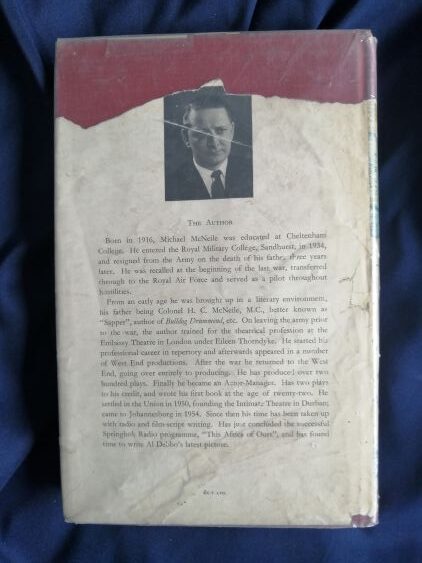 THE AUTHOR
Born in 1916, Michael McNeile was educated at Cheltenham
College. He entered the Royal Military College, Sandhurst, in 1934,
and resigned from the Army on the death of his father three years
later. He was recalled at the beginning of the last war, transferred
through to the Royal Air Force and served as a pilot throughout
hostilities.
From an early age he was brought up in a literary environment,
his father being Colonel H. C. McNeile, M.C., better known as
"Sapper", author of Bulldog Drummond, etc. On leaving the army prior
to the war, the author trained for the theatrical profession at the
Embassy Theatre in London under Eileen Thorndyke. He started his
professional career in repertory and afterwards appeared in a number
of West End productions. After the war he returned to the West
End, going over entirely to producing. He has produced over two
hundred plays. Finally he became an Actor-Manager. Has two plays
to his credit, and wrote his first book at the age of twenty-two. He
settled in the Union in 1950, founding the Intimate Theatre in Durban;
came to Johannesburg in 1954. Since then his time has been taken up
with radio and film-script writing. Has just concluded the successful
Springbok Radio programme, "This Africa of Ours", and has found
time to write Al Debbo's latest picture.